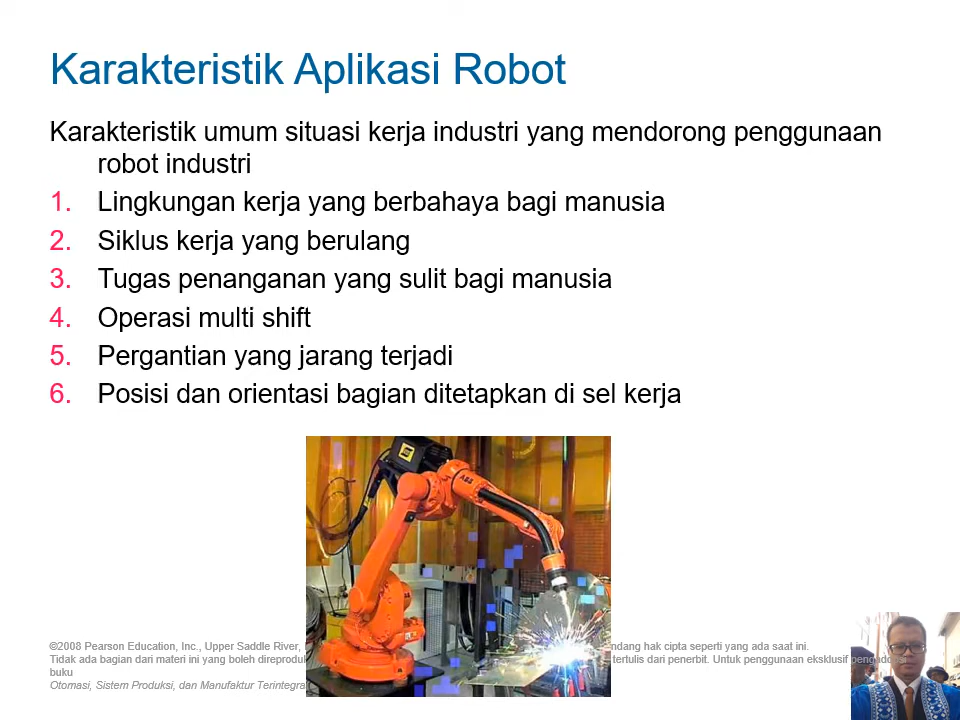 Karakteristik Aplikasi Robot
Karakteristik umum situasi kerja industri yang mendorong penggunaan
robot industri
1. Lingkungan kerja yang berbahaya bagi manusia
2. Siklus kerja yang berulang
3. Tugas penanganan yang sulit bagi manusia
4. Operasi multi shift
5. Pergantian yang jarang terjadi
6. Posisi dan orientasi bagian ditetapkan di sel kerja
ABB
©2008 Pearson Education, Inc., Upper Saddle River, hak cipta seperti yang ada saat ini.
Tidak ada bagian dari materi ini yang boleh tertulis dari penerbit. Untuk penggunaan eksklusif
buku
Otomasi, Sistem Produksi, dan Manufaktur